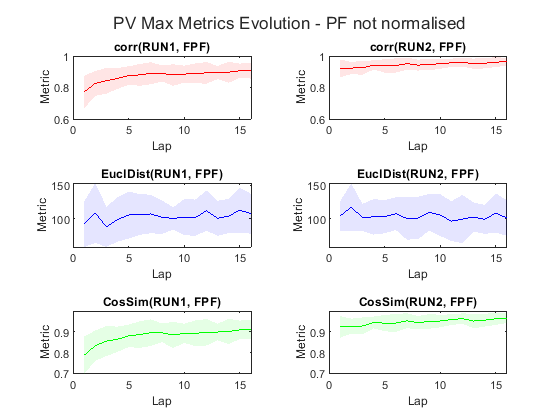 PV Max Metrics Evolution - PF not normalised
corr(RUN1, FPF)
corr(RUN2, FPF)
1
0.8
0.6
Metric
0 5 10 15
Lap
1
0.8
0.6
Metric
0 5 10 15
Lap
EuclDist(RUN1, FPF)
EuclDist(RUN2, FPF)
150
100
Metric
0 5 10 15
Lap
150
100
Metric
0 5 10 15
Lap
CosSim(RUN1, FPF)
CosSim(RUN2, FPF)
0.9
0.8
0.7
Metric
0 5 10 15
Lap
0.9
0.8
0.7
Metric
0 5 10 15
Lap